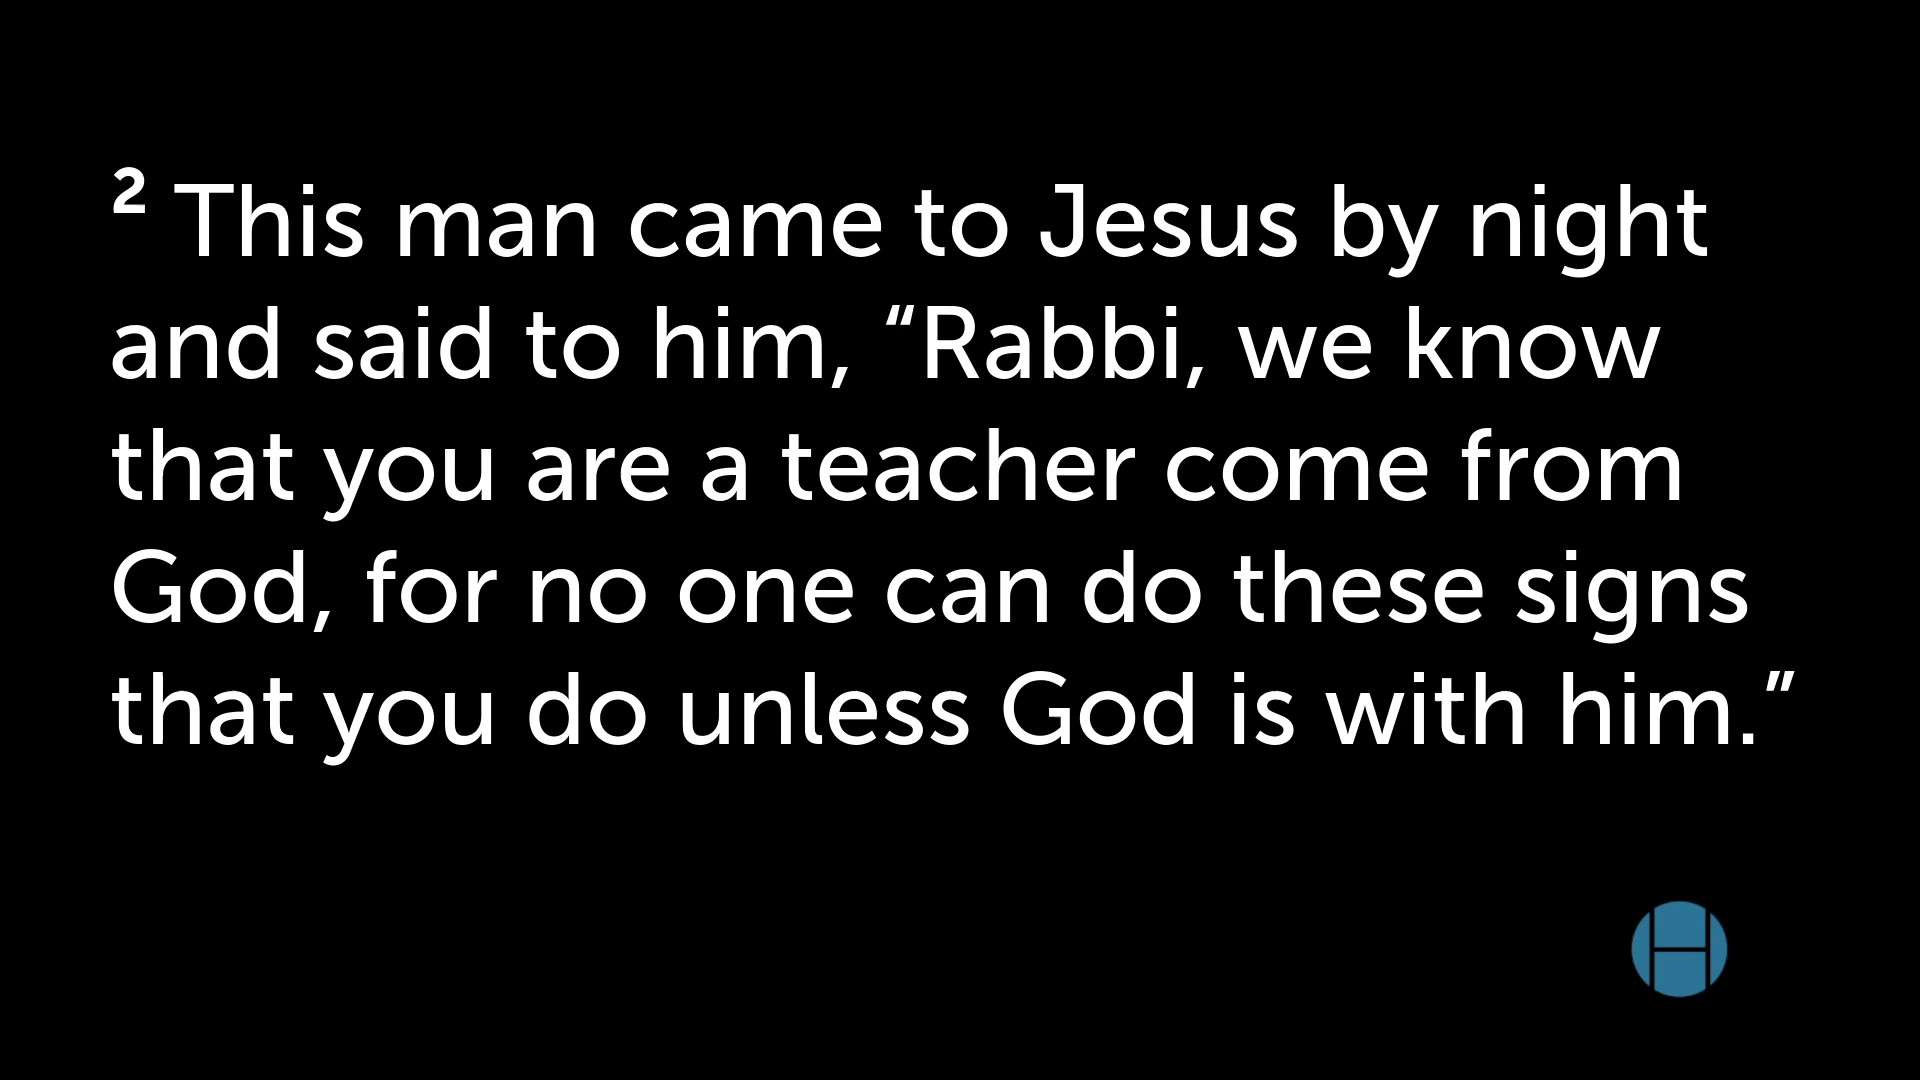 ² This man came to Jesus by night
and said to him, “Rabbi, we know
that you are a teacher come from
God, for no one can do these signs
that you do unless God is with him.”